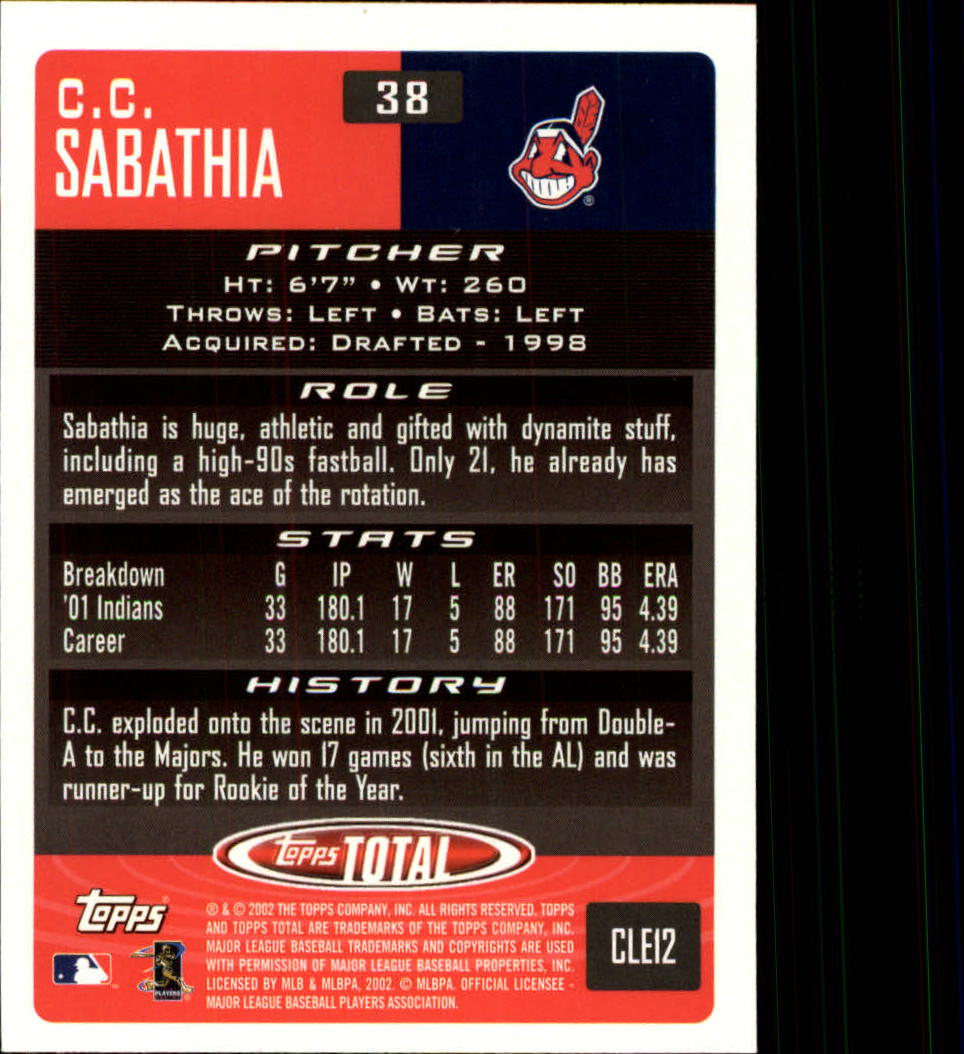 C.C.
SABATHIA
38
®
PITCHER
HT: 6'7" • WT: 260
THROWS: LEFT • BATS: LEFT
ACQUIRED: DRAFTED - 1998
ROLE
Sabathia is huge, athletic and gifted with dynamite stuff,
including a high-90s fastball. Only 21, he already has
emerged as the ace of the rotation.
STATS
Breakdown G IP W L ER SO BB ERA
'01 Indians 33 180.1 17 5 88 171 95 4.39
Career 33 180.1 17 5 88 171 95 4.39
HISTORY
C.C. exploded onto the scene in 2001, jumping from Double-
A to the Majors. He won 17 games (sixth in the AL) and was
runner-up for Rookie of the Year.
Topps TOTAL
Topps®
® & © 2002 THE TOPPS COMPANY, INC. ALL RIGHTS RESERVED. TOPPS
AND TOPPS TOTAL ARE TRADEMARKS OF THE TOPPS COMPANY, INC.
MAJOR LEAGUE BASEBALL TRADEMARKS AND COPYRIGHTS ARE USED
WITH PERMISSION OF MAJOR LEAGUE BASEBALL PROPERTIES, INC.
LICENSED BY MLB & MLBPA, 2002. © MLBPA. OFFICIAL LICENSEE -
MAJOR LEAGUE BASEBALL PLAYERS ASSOCIATION.
PLAYERS
CLE12